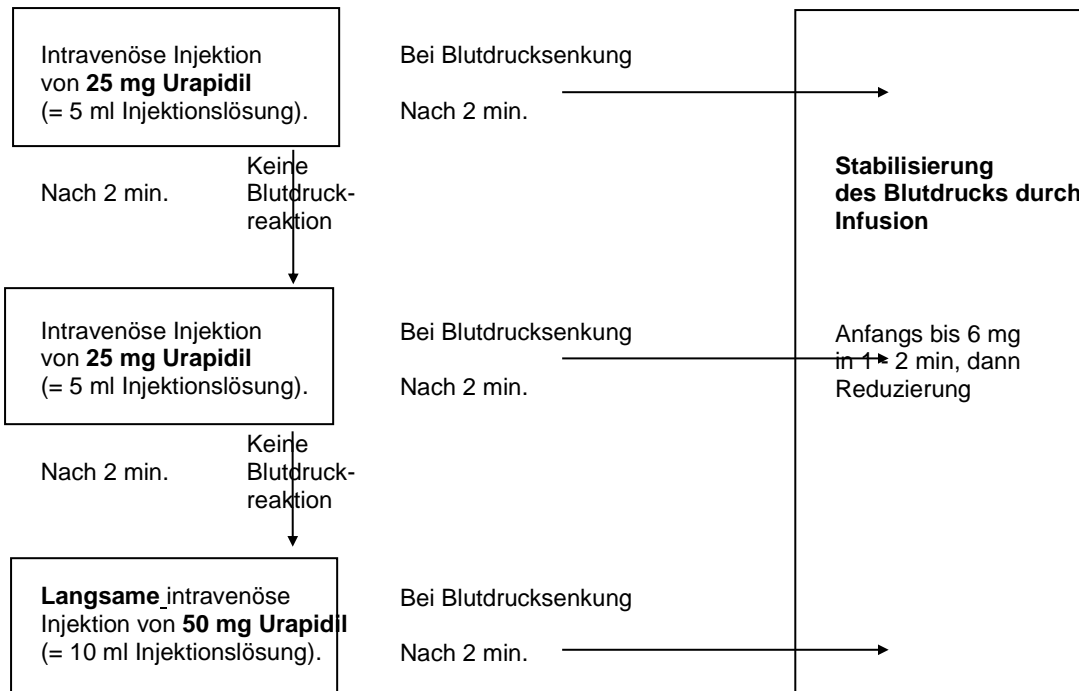 Intravenöse Injektion
von 25 mg Urapidil
(= 5 ml Injektionslösung).
Bei Blutdrucksenkung
Nach 2 min.
Nach 2 min.
Keine
Blutdruck-
reaktion
Stabilisierung
des Blutdrucks durch
Infusion
Intravenöse Injektion
von 25 mg Urapidil
(= 5 ml Injektionslösung).
Bei Blutdrucksenkung
Nach 2 min.
Anfangs bis 6 mg
in 1 - 2 min, dann
Reduzierung
Nach 2 min.
Keine
Blutdruck-
reaktion
Langsame intravenöse
Injektion von 50 mg Urapidil
(= 10 ml Injektionslösung).
Bei Blutdrucksenkung
Nach 2 min.